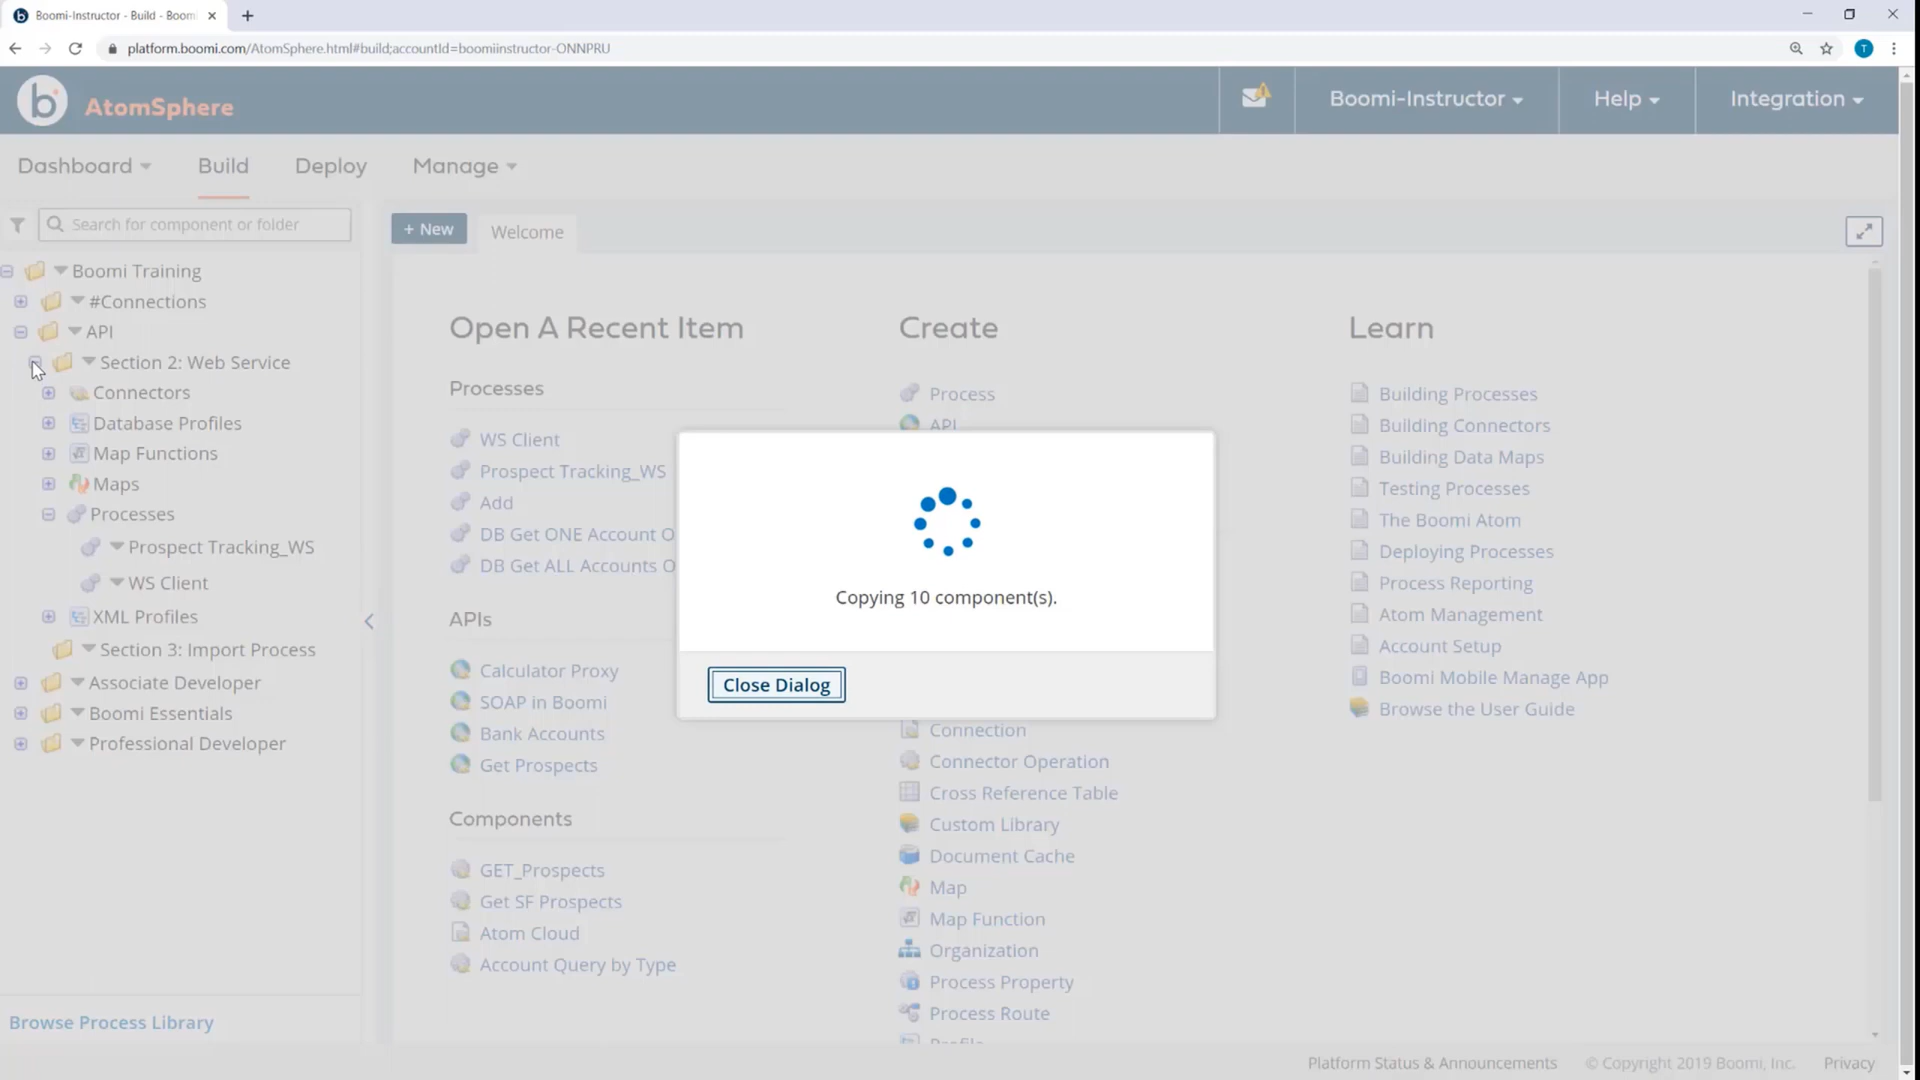 Boomi-Instructor - Build - Boomi
platform.boomi.com/AtomSphere.html#build;accountId=boomiinstructor-ONNPRU
T
b AtomSphere
Boomi-Instructor
Help
Integration
Dashboard
Build
Deploy
Manage
Search for component or folder
+ New
Welcome
Boomi Training
#Connections
API
Section 2: Web Service
Connectors
Database Profiles
Map Functions
Maps
Processes
Prospect Tracking_WS
WS Client
XML Profiles
Section 3: Import Process
Associate Developer
Boomi Essentials
Professional Developer
Browse Process Library
Open A Recent Item
Processes
WS Client
Prospect Tracking_WS
Add
DB Get ONE Account O
DB Get ALL Accounts O
APIs
Calculator Proxy
SOAP in Boomi
Bank Accounts
Get Prospects
Components
GET_Prospects
Get SF Prospects
Atom Cloud
Account Query by Type
Create
Process
API
Copying 10 component(s).
Close Dialog
Connection
Connector Operation
Cross Reference Table
Custom Library
Document Cache
Map
Map Function
Organization
Process Property
Process Route
Learn
Building Processes
Building Connectors
Building Data Maps
Testing Processes
The Boomi Atom
Deploying Processes
Process Reporting
Atom Management
Account Setup
Boomi Mobile Manage App
Browse the User Guide
Platform Status & Announcements
© Copyright 2019 Boomi, Inc.
Privacy